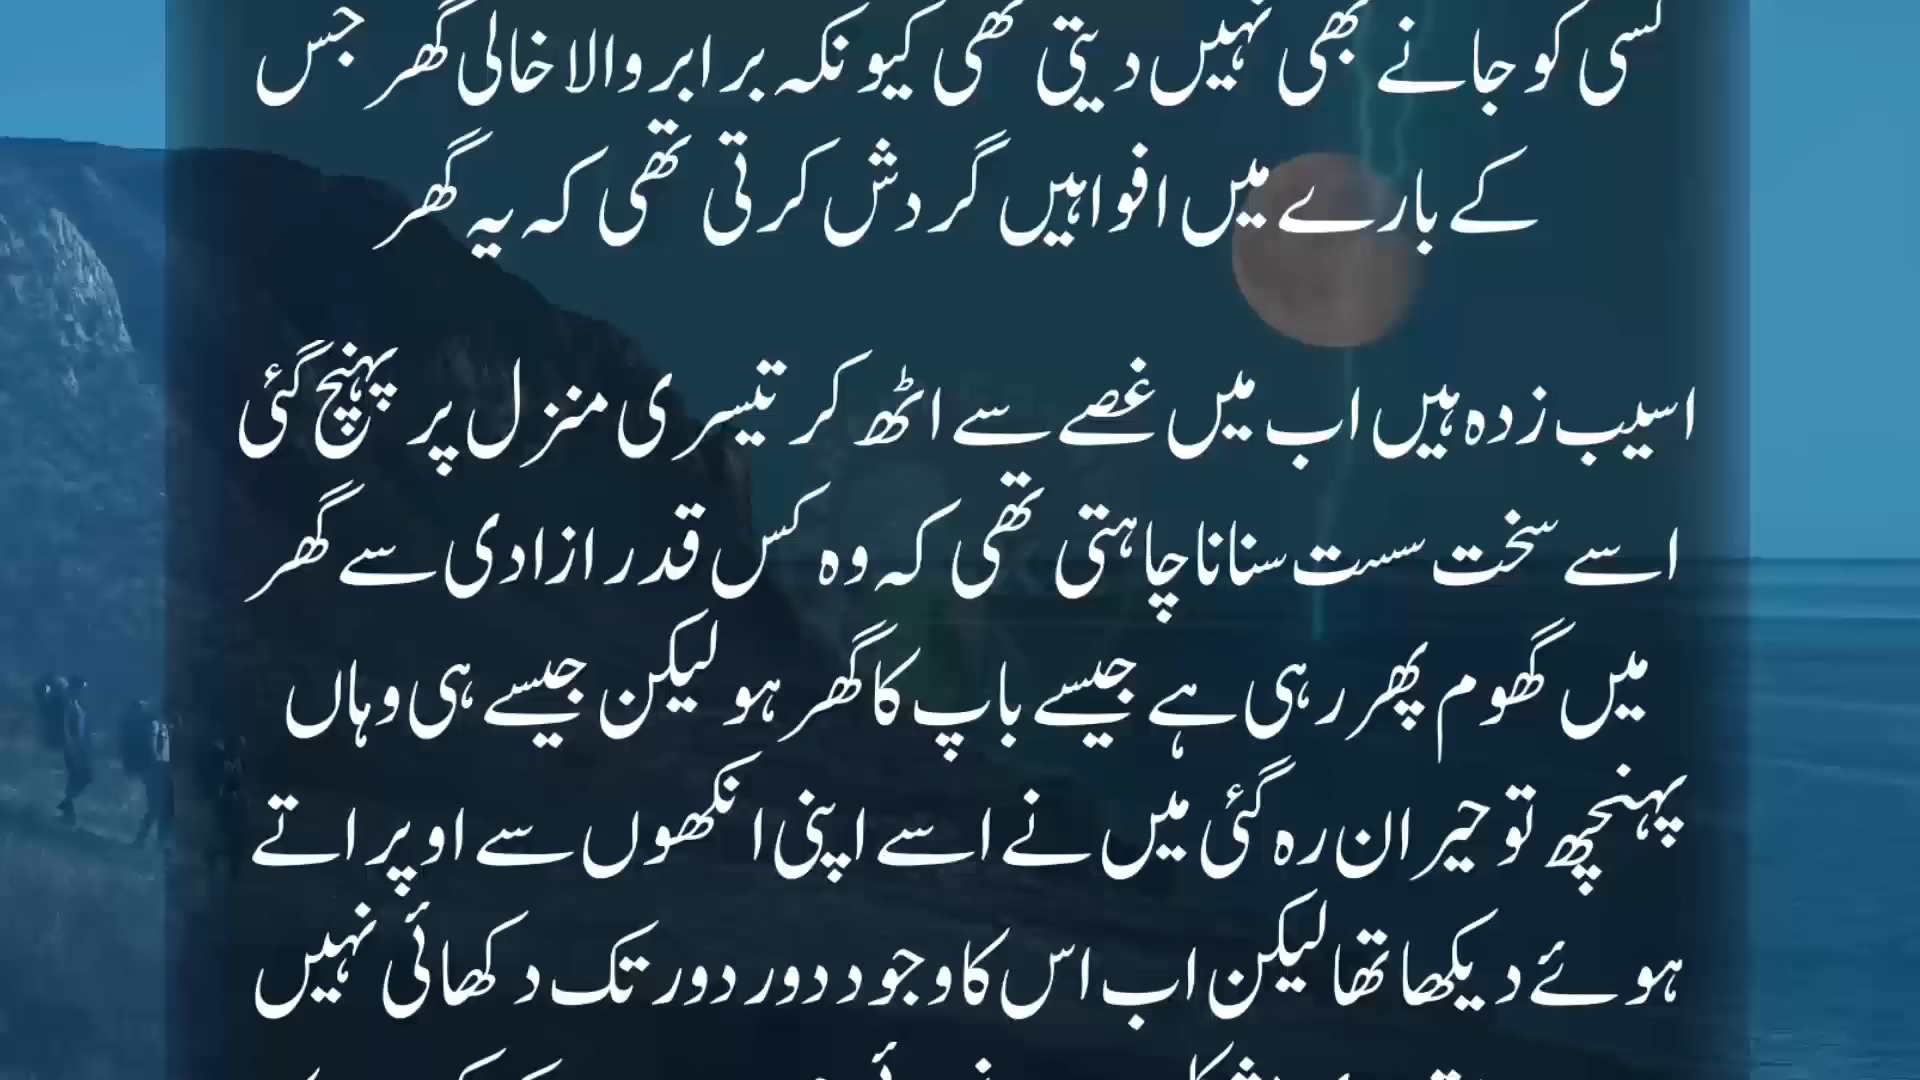 کسی کو جانے بھی نہیں دیتی تھی کیونکہ برابر والا خالی گھر جس
کے بارے میں افواہیں گردش کرتی تھی کہ یہ گھر
اسیب زدہ ہیں اب میں غصے سے اٹھ کر تیسری منزل پر پہنچ گئی
اسے سخت سست سنانا چاہتی تھی کہ وہ کس قدر ازادی سے گھر
میں گھوم پھر رہی ہے جیسے باپ کا گھر ہو لیکن جیسے ہی وہاں
پہنچھ تو حیران رہ گئی میں نے اسے اپنی انکھوں سے اوپر اتے
ہوئے دیکھا تھا لیکن اب اس کا وجود دور دور تک دکھائی نہیں